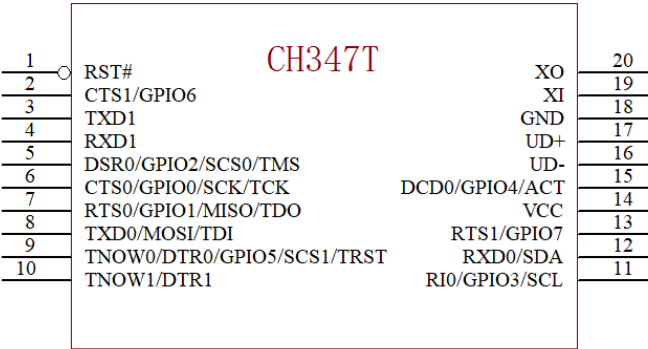 CH347T
1 RST#
2 CTS1/GPIO6
3 TXD1
4 RXD1
5 DSR0/GPIO2/SCS0/TMS
6 CTS0/GPIO0/SCK/TCK
7 RTS0/GPIO1/MISO/TDO
8 TXD0/MOSI/TDI
9 TNOW0/DTR0/GPIO5/SCS1/TRST
10 TNOW1/DTR1
XO 20
XI 19
GND 18
UD+ 17
UD- 16
DCD0/GPIO4/ACT 15
VCC 14
RTS1/GPIO7 13
RXD0/SDA 12
RI0/GPIO3/SCL 11